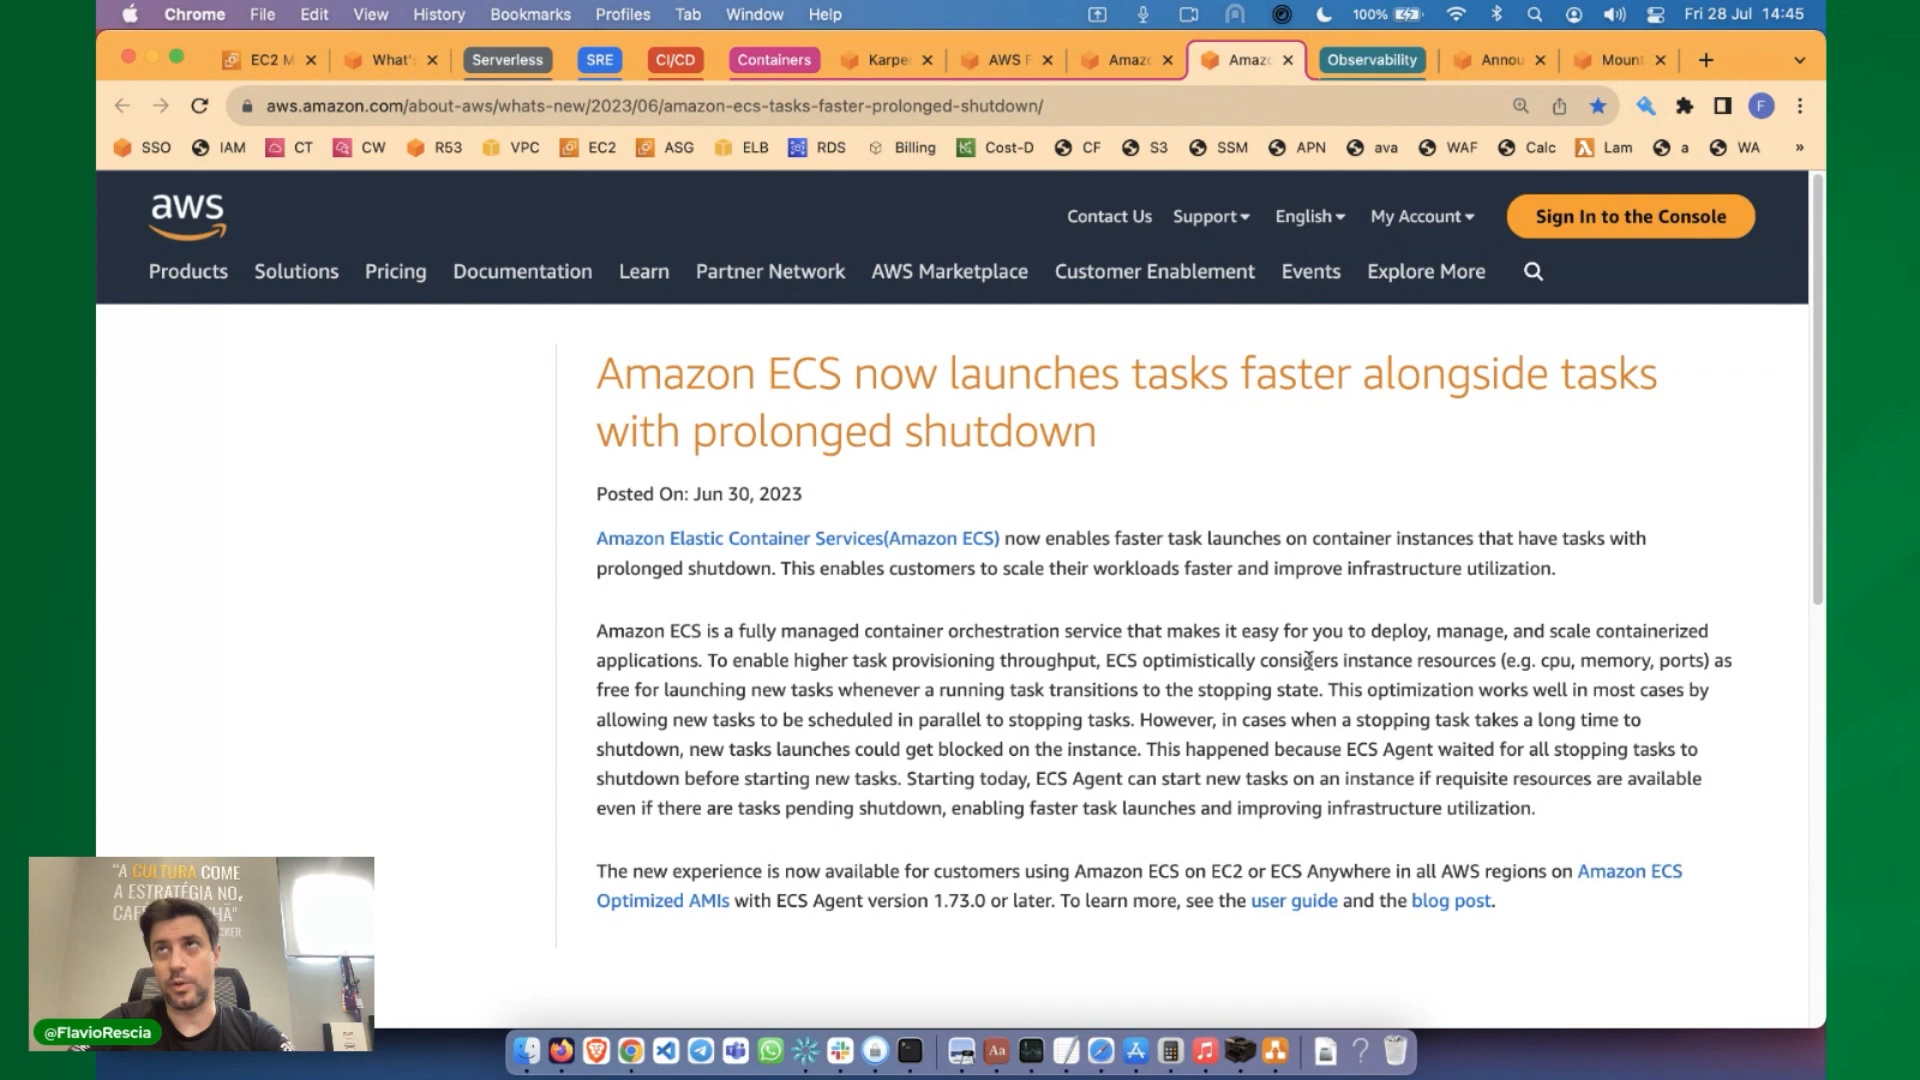 Chrome File Edit View History Bookmarks Profiles Tab Window Help 100% Fri 28 Jul 14:45
EC2 M What's Serverless SRE CI/CD Containers Karpe AWS F Amaz Amaz Observability Annou Moun
aws.amazon.com/about-aws/whats-new/2023/06/amazon-ecs-tasks-faster-prolonged-shutdown/ F
SSO IAM CT CW R53 VPC EC2 ASG ELB RDS Billing Cost-D CF S3 SSM APN ava WAF Calc Lam a WA »
aws
Contact Us Support English My Account Sign In to the Console
Products Solutions Pricing Documentation Learn Partner Network AWS Marketplace Customer Enablement Events Explore More
Amazon ECS now launches tasks faster alongside tasks
with prolonged shutdown
Posted On: Jun 30, 2023
Amazon Elastic Container Services(Amazon ECS) now enables faster task launches on container instances that have tasks with
prolonged shutdown. This enables customers to scale their workloads faster and improve infrastructure utilization.
Amazon ECS is a fully managed container orchestration service that makes it easy for you to deploy, manage, and scale containerized
applications. To enable higher task provisioning throughput, ECS optimistically considers instance resources (e.g. cpu, memory, ports) as
free for launching new tasks whenever a running task transitions to the stopping state. This optimization works well in most cases by
allowing new tasks to be scheduled in parallel to stopping tasks. However, in cases when a stopping task takes a long time to
shutdown, new tasks launches could get blocked on the instance. This happened because ECS Agent waited for all stopping tasks to
shutdown before starting new tasks. Starting today, ECS Agent can start new tasks on an instance if requisite resources are available
even if there are tasks pending shutdown, enabling faster task launches and improving infrastructure utilization.
The new experience is now available for customers using Amazon ECS on EC2 or ECS Anywhere in all AWS regions on Amazon ECS
Optimized AMIs with ECS Agent version 1.73.0 or later. To learn more, see the user guide and the blog post.
"A CULTURA COME
A ESTRATÉGIA NO,
@FlavioRescia
Aa